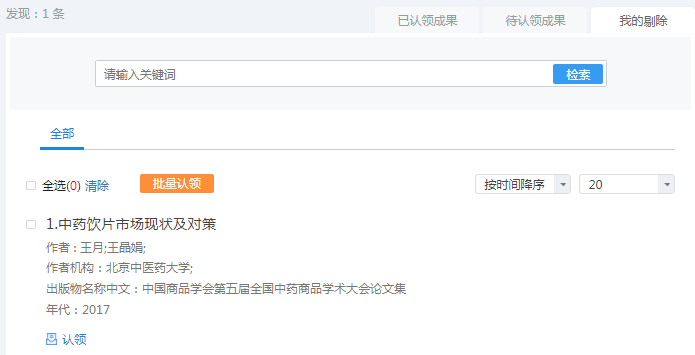 发现：1 条
已认领成果 待认领成果 我的剔除
请输入关键词 检索
全部
全选(0) 清除 批量认领 按时间降序 20
1.中药饮片市场现状及对策
作者：王月;王晶娟;
作者机构：北京中医药大学;
出版物名称中文：中国商品学会第五届全国中药商品学术大会论文集
年代：2017
认领